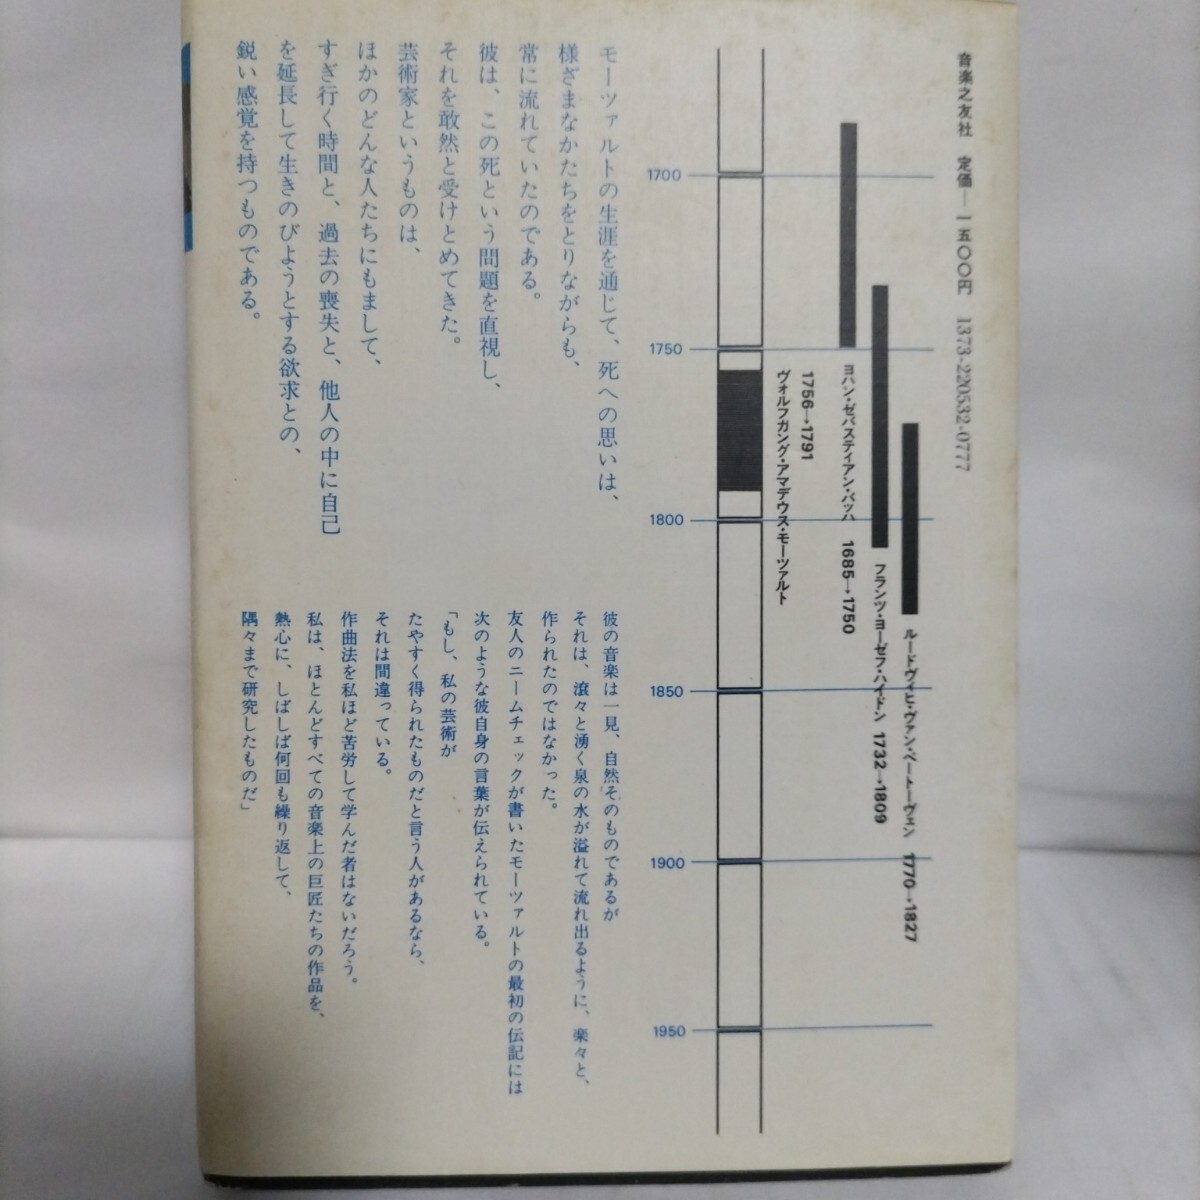 音楽之友社 定価―一五〇〇円 1373-220532-0777
ルードヴィヒ・ヴァン・ベートーヴェン 1770→1827
フランツ・ヨーゼフ・ハイドン 1732→1809
ヨハン・ゼバスティアン・バッハ 1685→1750
1756→1791
ヴォルフガング・アマデウス・モーツァルト
1700
1750
1800
1850
1900
1950
モーツァルトの生涯を通じて、死への思いは、
様ざまなかたちをとりながらも、
常に流れていたのである。
彼は、この死という問題を直視し、
それを敢然と受けとめてきた。
芸術家というものは、
ほかのどんな人たちにもまして、
すぎ行く時間と、過去の喪失と、他人の中に自己
を延長して生きのびようとする欲求との、
鋭い感覚を持つものである。
彼の音楽は一見、自然そのものであるが
それは、滾々と湧く泉の水が溢れて流れ出るように、楽々と、
作られたのではなかった。
友人のニームチェックが書いたモーツァルトの最初の伝記には
次のような彼自身の言葉が伝えられている。
「もし、私の芸術が
たやすく得られたものだと言う人があるなら、
それは間違っている。
作曲法を私ほど苦労して学んだ者はないだろう。
私は、ほとんどすべての音楽上の巨匠たちの作品を、
熱心に、しばしば何回も繰り返して、
隅々まで研究したものだ」